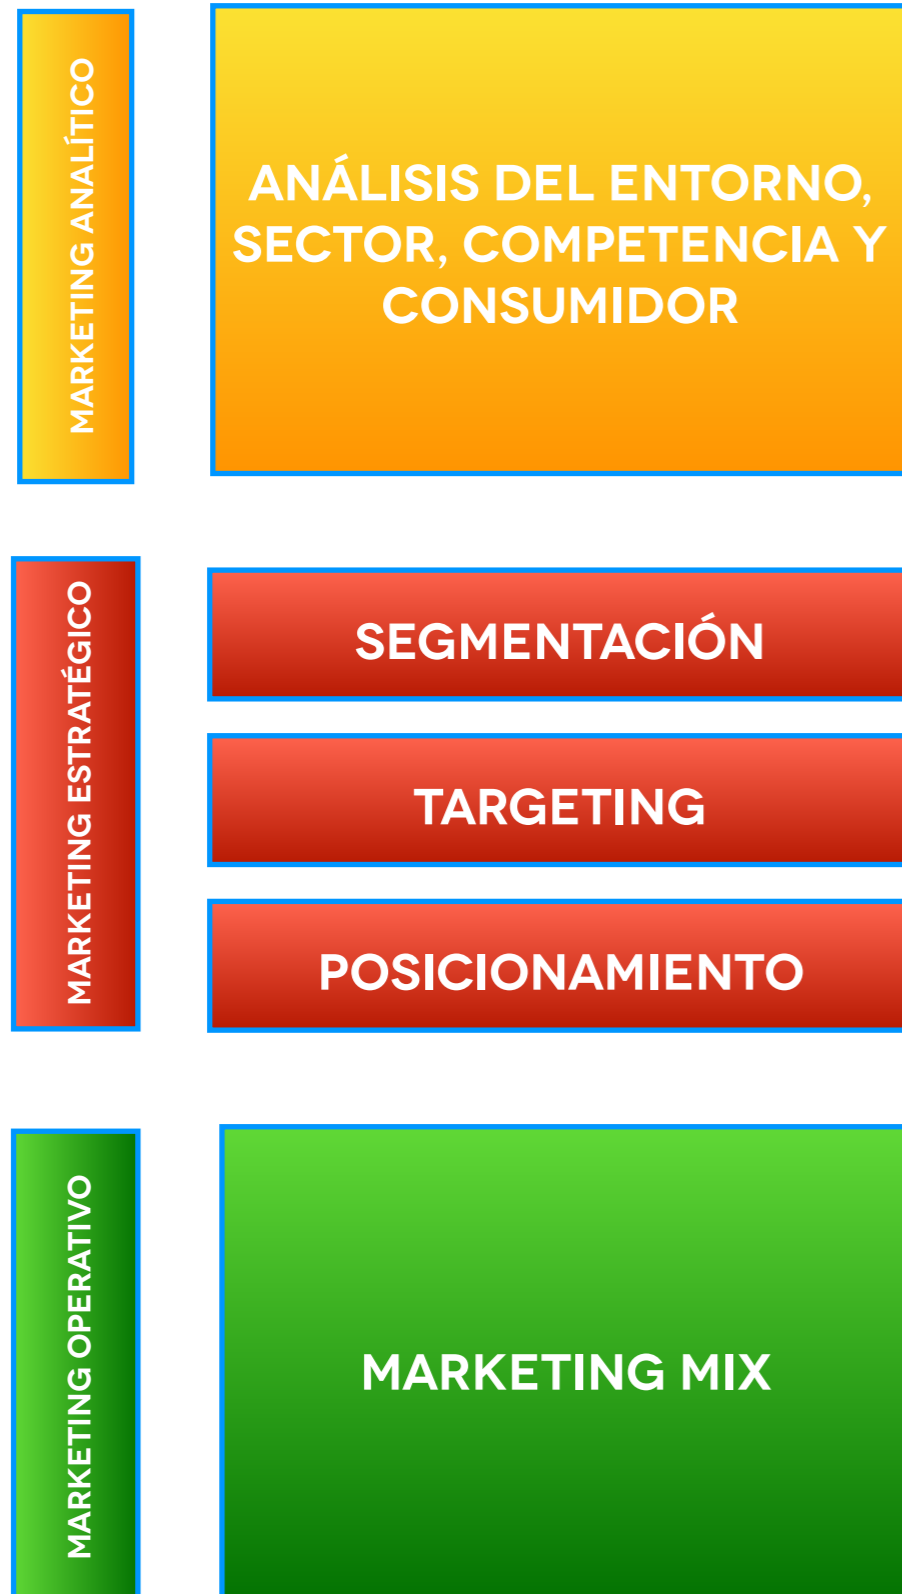 MARKETING ANALÍTICO
ANÁLISIS DEL ENTORNO,
SECTOR, COMPETENCIA Y
CONSUMIDOR
MARKETING ESTRATÉGICO
SEGMENTACIÓN
TARGETING
POSICIONAMIENTO
MARKETING OPERATIVO
MARKETING MIX